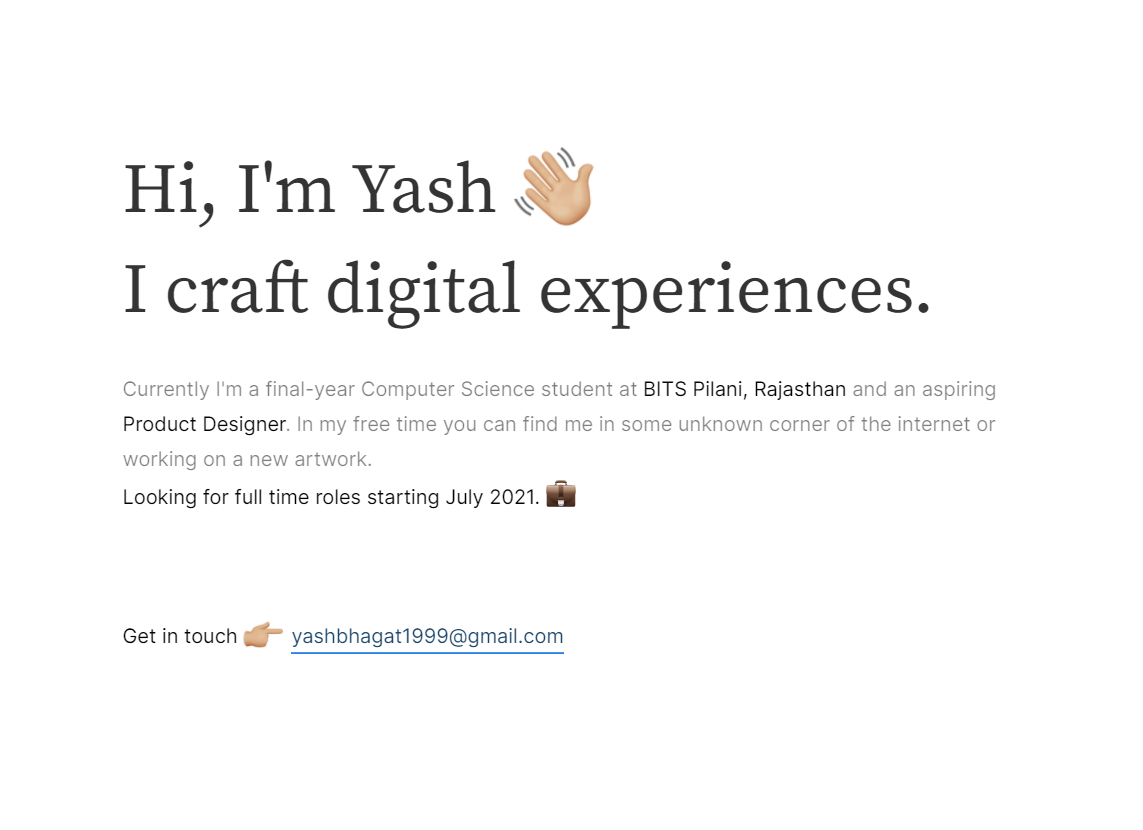 Hi, I'm Yash 👋🏼
I craft digital experiences.
Currently I'm a final-year Computer Science student at BITS Pilani, Rajasthan and an aspiring
Product Designer. In my free time you can find me in some unknown corner of the internet or
working on a new artwork.
Looking for full time roles starting July 2021. 💼
Get in touch 👉🏼 yashbhagat1999@gmail.com